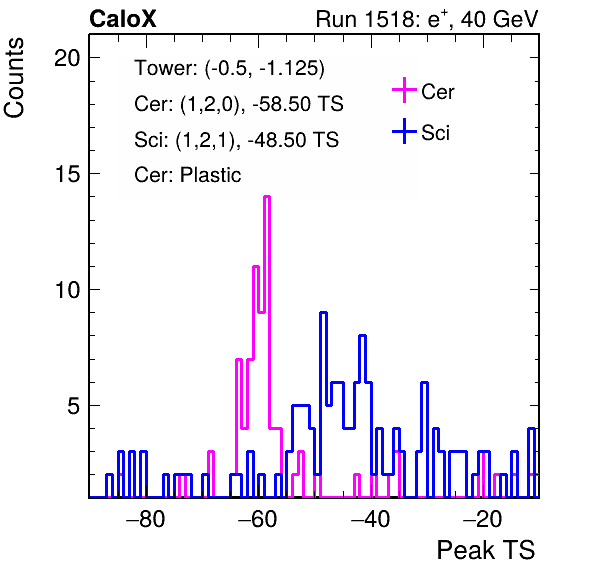 CaloX Run 1518: e+, 40 GeV
Counts
Tower: (-0.5, -1.125)
Cer: (1,2,0), -58.50 TS
Sci: (1,2,1), -48.50 TS
Cer: Plastic
Cer
Sci
20
15
10
5
−80 −60 −40 −20
Peak TS